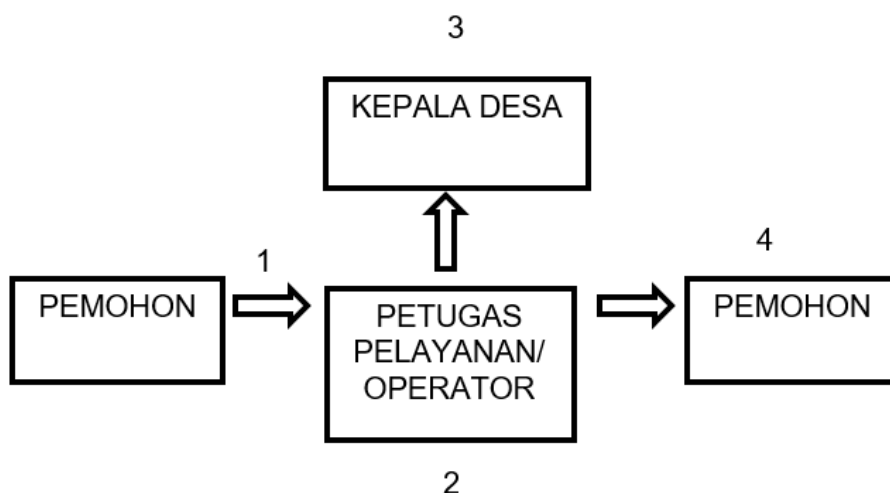 3
KEPALA DESA
1
4
PEMOHON
PETUGAS
PELAYANAN/
OPERATOR
PEMOHON
2